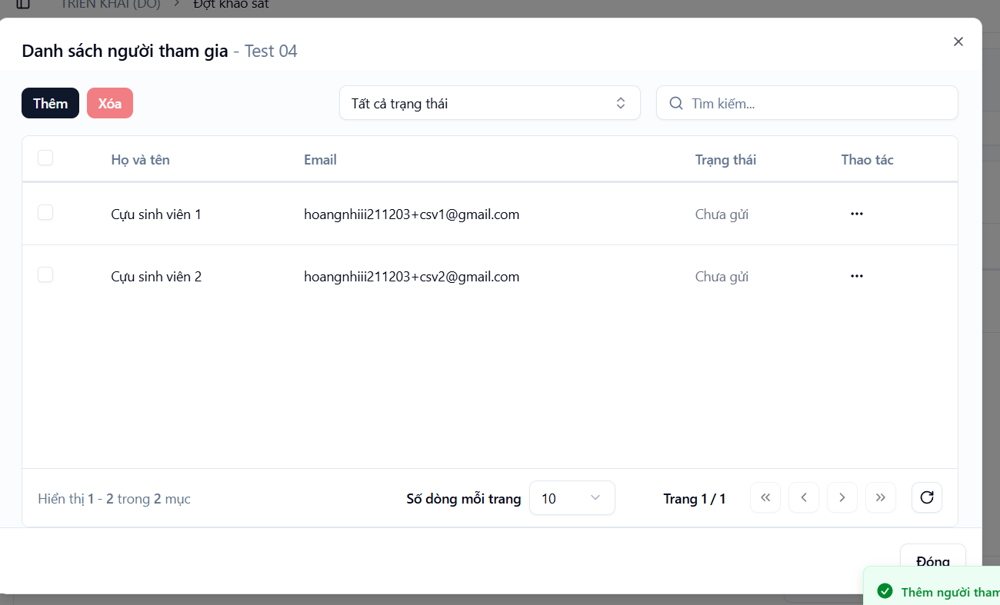 TRIỂN KHAI (DO) > Đợt khảo sát
Danh sách người tham gia - Test 04
Thêm Xóa Tất cả trạng thái Tìm kiếm...
Họ và tên Email Trạng thái Thao tác
Cựu sinh viên 1 hoangnhiii211203+csv1@gmail.com Chưa gửi
Cựu sinh viên 2 hoangnhiii211203+csv2@gmail.com Chưa gửi
Hiển thị 1 - 2 trong 2 mục Số dòng mỗi trang 10 Trang 1 / 1
Đóng
Thêm người tham